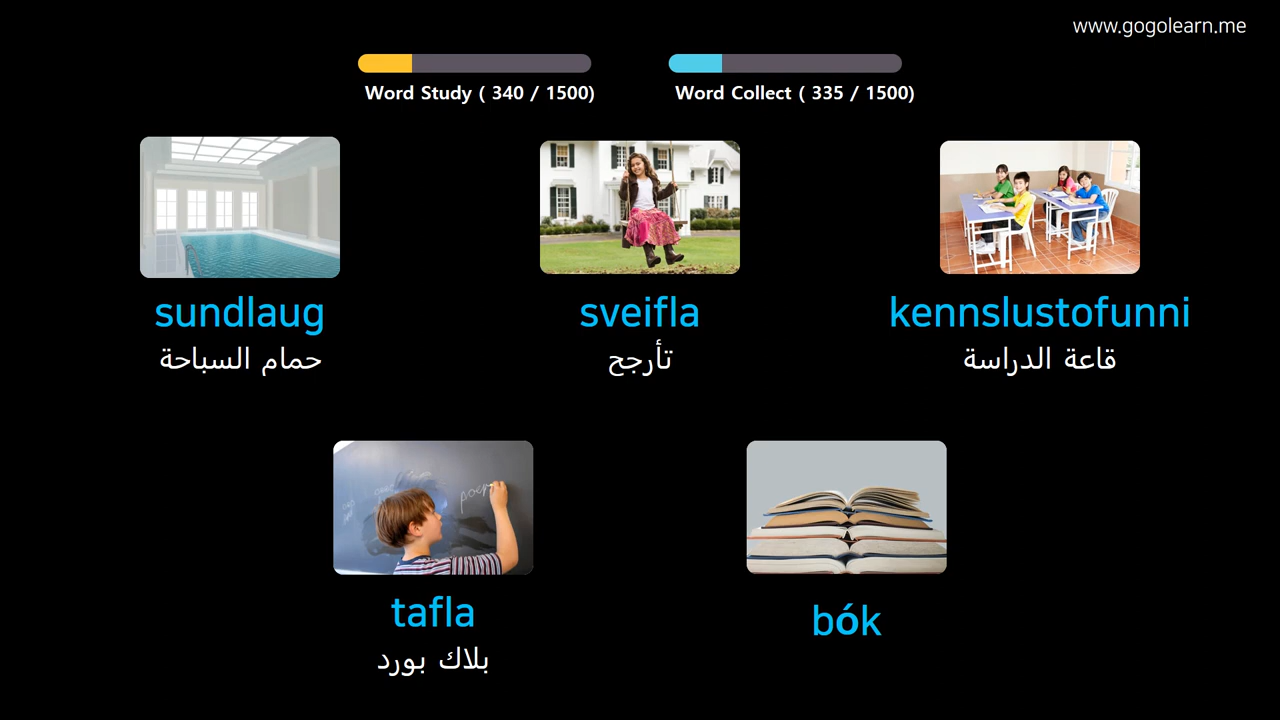 www.gogolearn.me
Word Study ( 340 / 1500)
Word Collect ( 335 / 1500)
sundlaug
حمام السباحة
sveifla
تأرجح
kennslustofunni
قاعة الدراسة
poem
tafla
بلاك بورد
bók